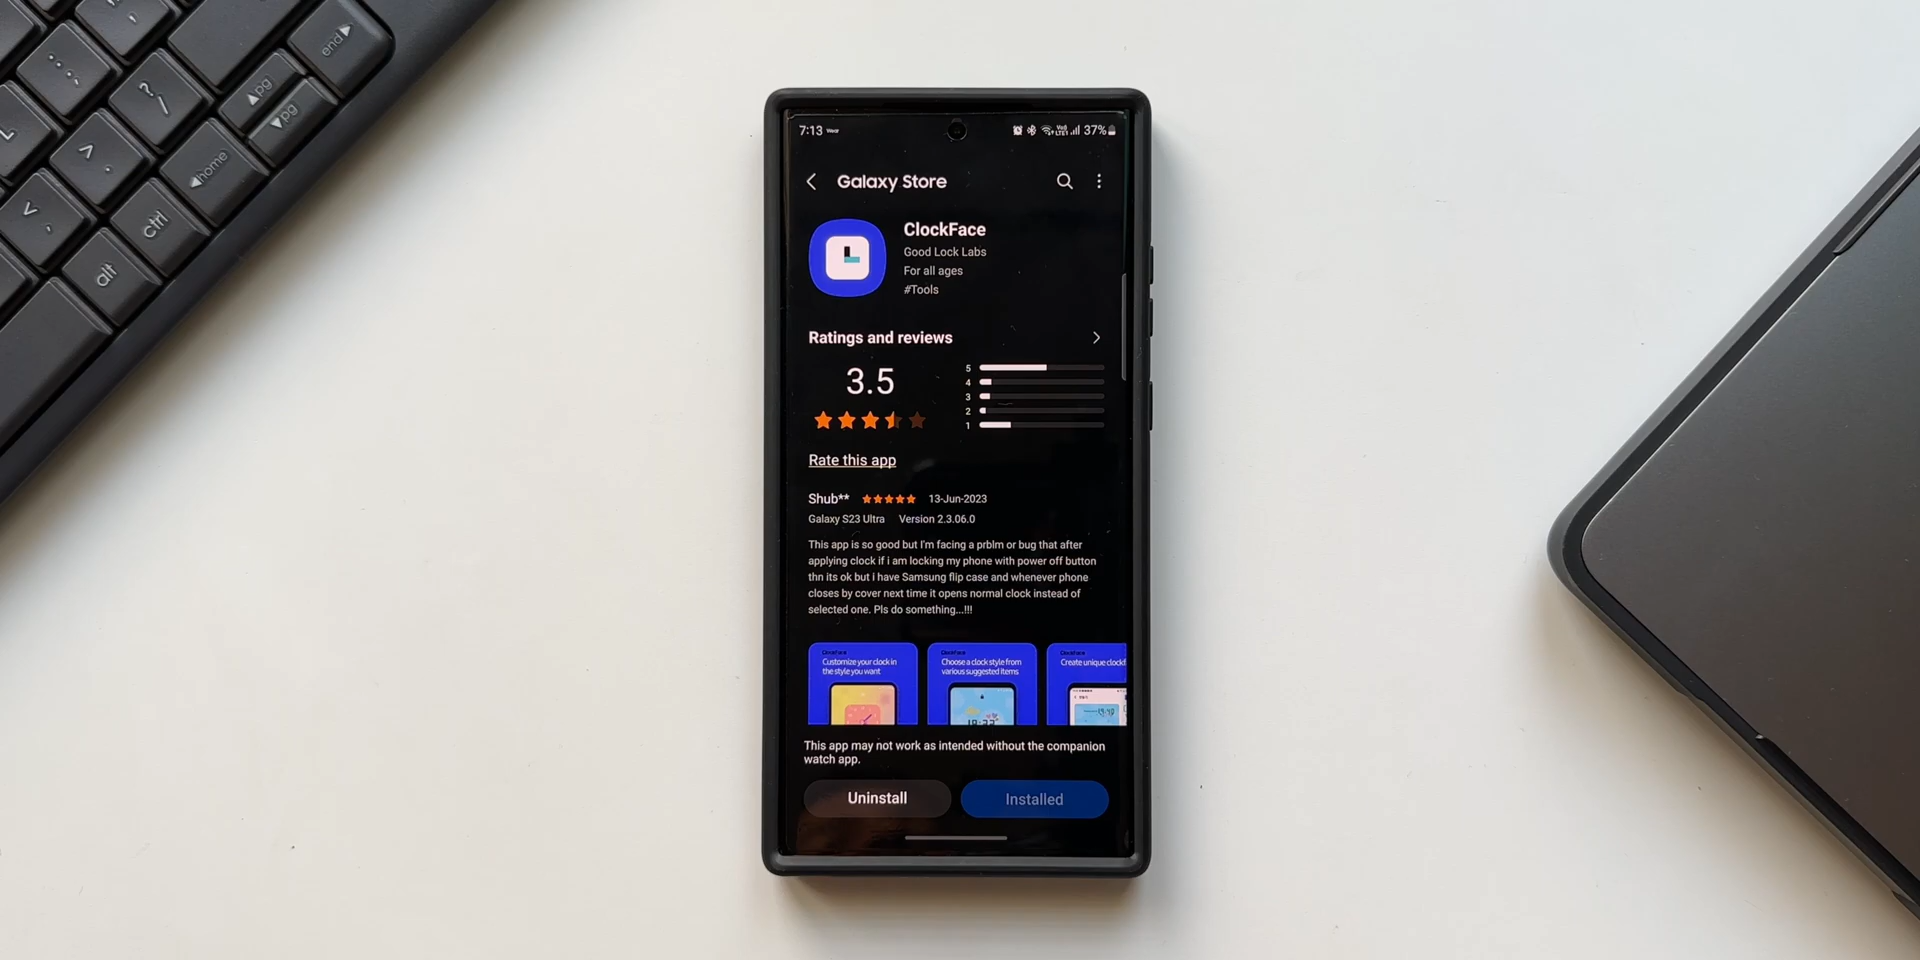 end
pg
pg
home
ctrl
alt
L
7:13 Wear
37%
Galaxy Store
ClockFace
Good Lock Labs
For all ages
#Tools
Ratings and reviews
3.5
5
4
3
2
1
Rate this app
Shub** 13-Jun-2023
Galaxy S23 Ultra Version 2.3.06.0
This app is so good but I'm facing a prblm or bug that after
applying clock if i am locking my phone with power off button
thn its ok but i have Samsung flip case and whenever phone
closes by cover next time it opens normal clock instead of
selected one. Pls do something...!!!
ClockFace
Customize your clock in
the style you want
ClockFace
Choose a clock style from
various suggested items
ClockFace
Create unique clockf
This app may not work as intended without the companion
watch app.
Uninstall
Installed